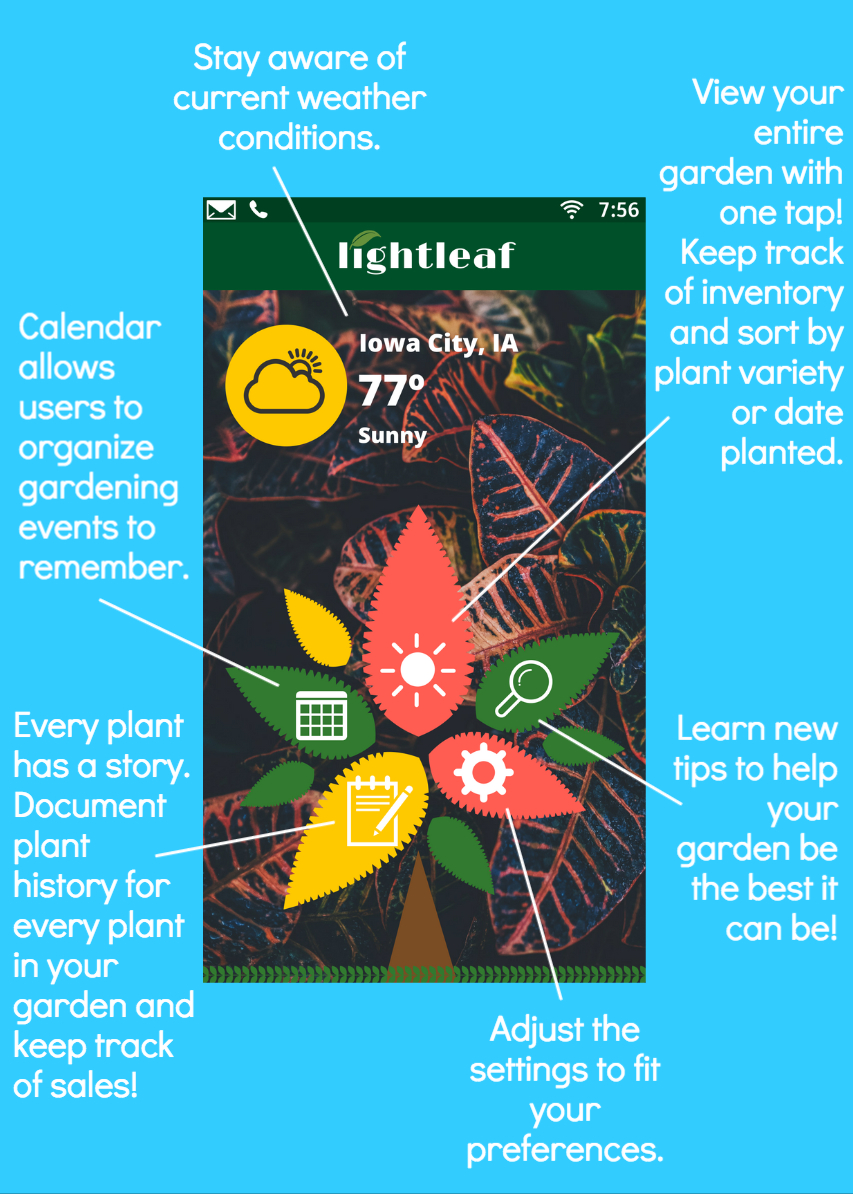 Stay aware of
current weather
conditions.
View your
entire
garden with
one tap!
Keep track
of inventory
and sort by
plant variety
or date
planted.
7:56
lightleaf
Iowa City, IA
77°
Sunny
Calendar
allows
users to
organize
gardening
events to
remember.
Every plant
has a story.
Document
plant
history for
every plant
in your
garden and
keep track
of sales!
Learn new
tips to help
your
garden be
the best it
can be!
Adjust the
settings to fit
your
preferences.